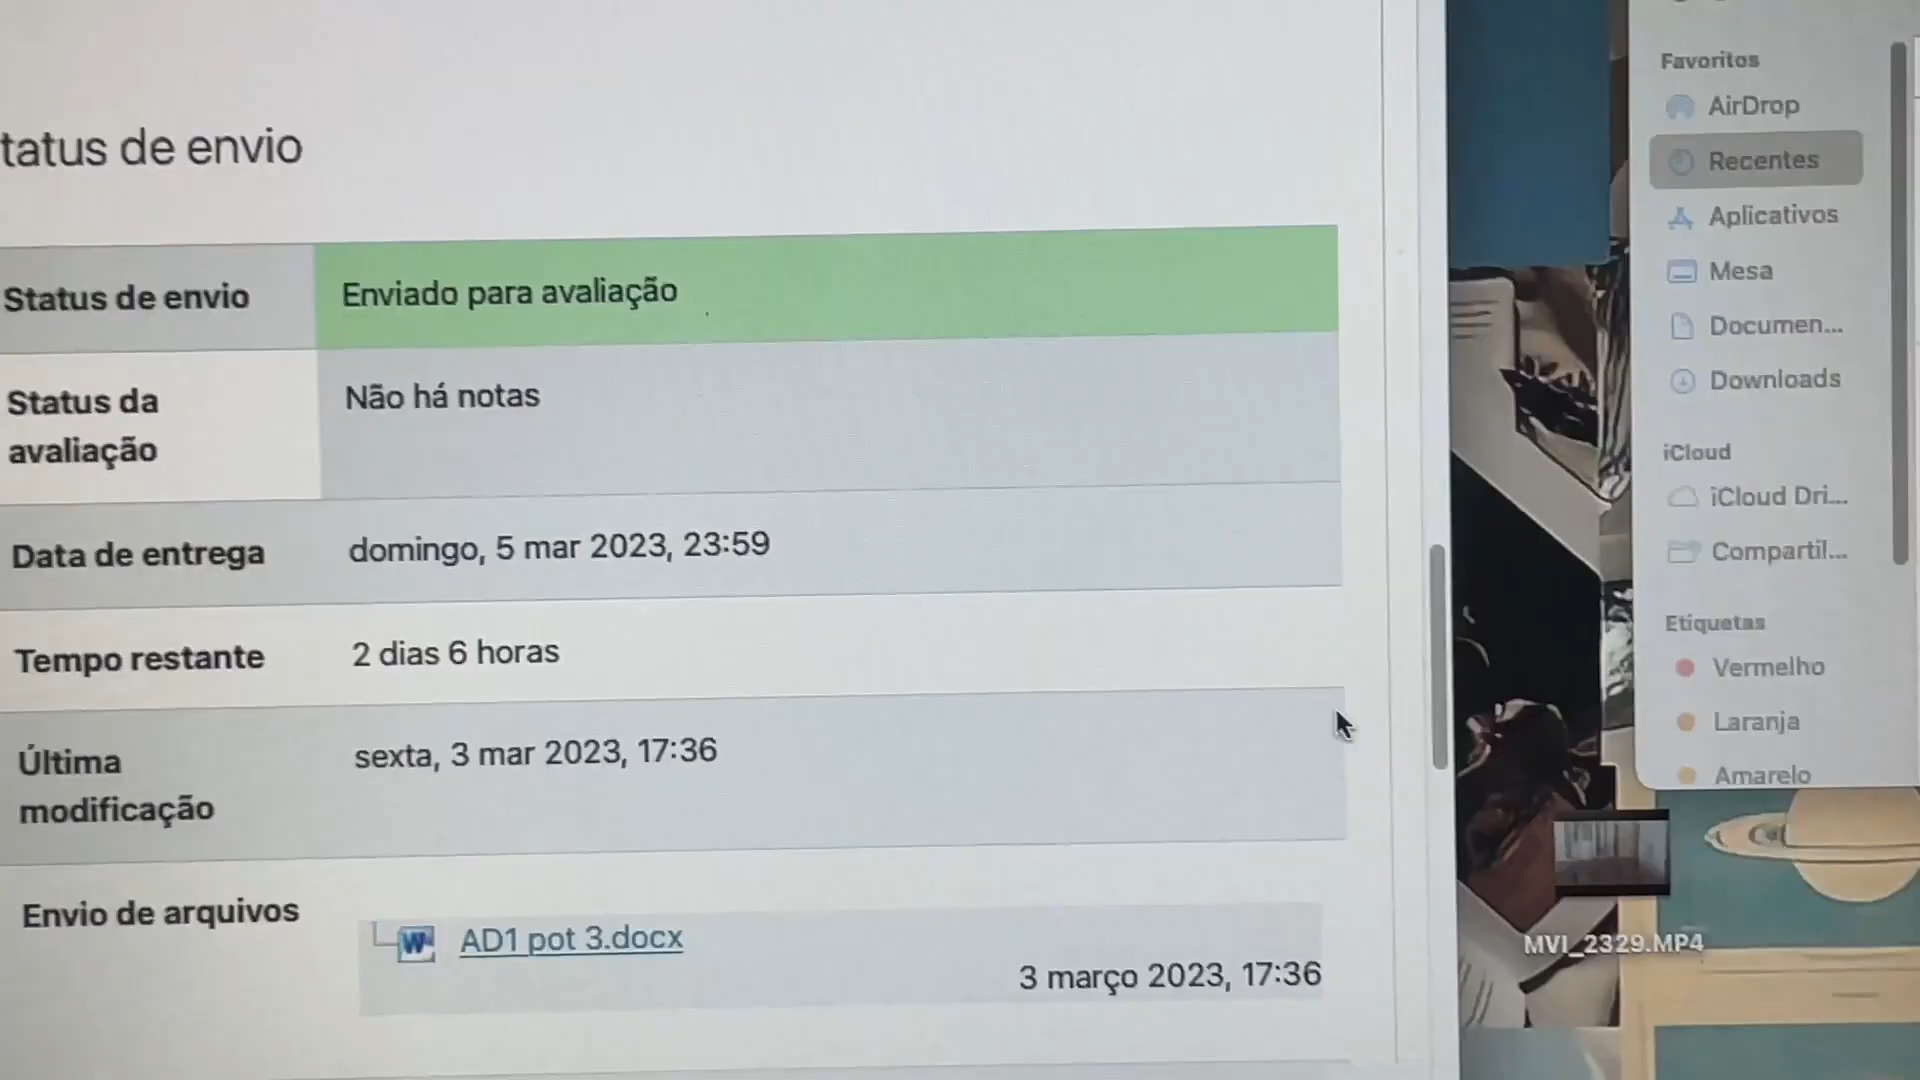 tatus de envio
Status de envio
Enviado para avaliação
Status da
avaliação
Não há notas
Data de entrega
domingo, 5 mar 2023, 23:59
Tempo restante
2 dias 6 horas
Última
modificação
sexta, 3 mar 2023, 17:36
Envio de arquivos
AD1 pot 3.docx
3 março 2023, 17:36
Favoritos
AirDrop
Recentes
Aplicativos
Mesa
Documen...
Downloads
iCloud
iCloud Dri...
Compartil...
Etiquetas
Vermelho
Laranja
Amarelo
MVI_2329.MP4